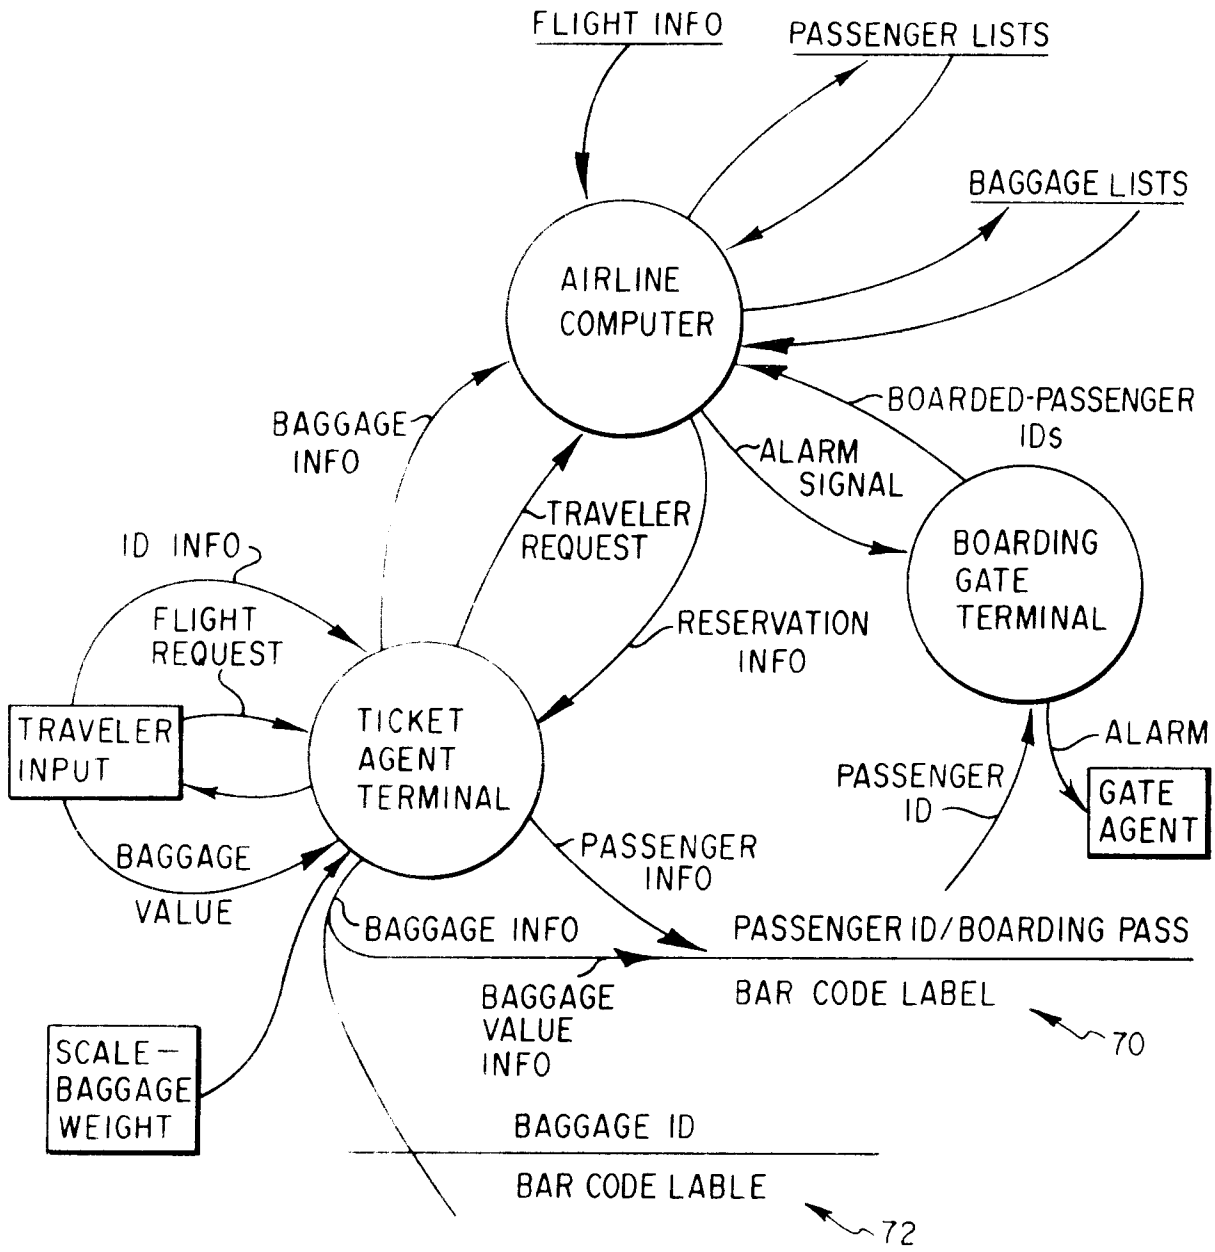 FLIGHT INFO
PASSENGER LISTS
BAGGAGE LISTS
AIRLINE
COMPUTER
BAGGAGE
INFO
BOARDED-PASSENGER
IDs
ALARM
SIGNAL
TRAVELER
REQUEST
ID INFO
FLIGHT
REQUEST
BOARDING
GATE
TERMINAL
RESERVATION
INFO
TRAVELER
INPUT
TICKET
AGENT
TERMINAL
ALARM
PASSENGER
ID
GATE
AGENT
BAGGAGE
VALUE
PASSENGER
INFO
BAGGAGE INFO
PASSENGER ID/BOARDING PASS
BAR CODE LABEL
70
BAGGAGE
VALUE
INFO
SCALE-
BAGGAGE
WEIGHT
BAGGAGE ID
BAR CODE LABLE
72